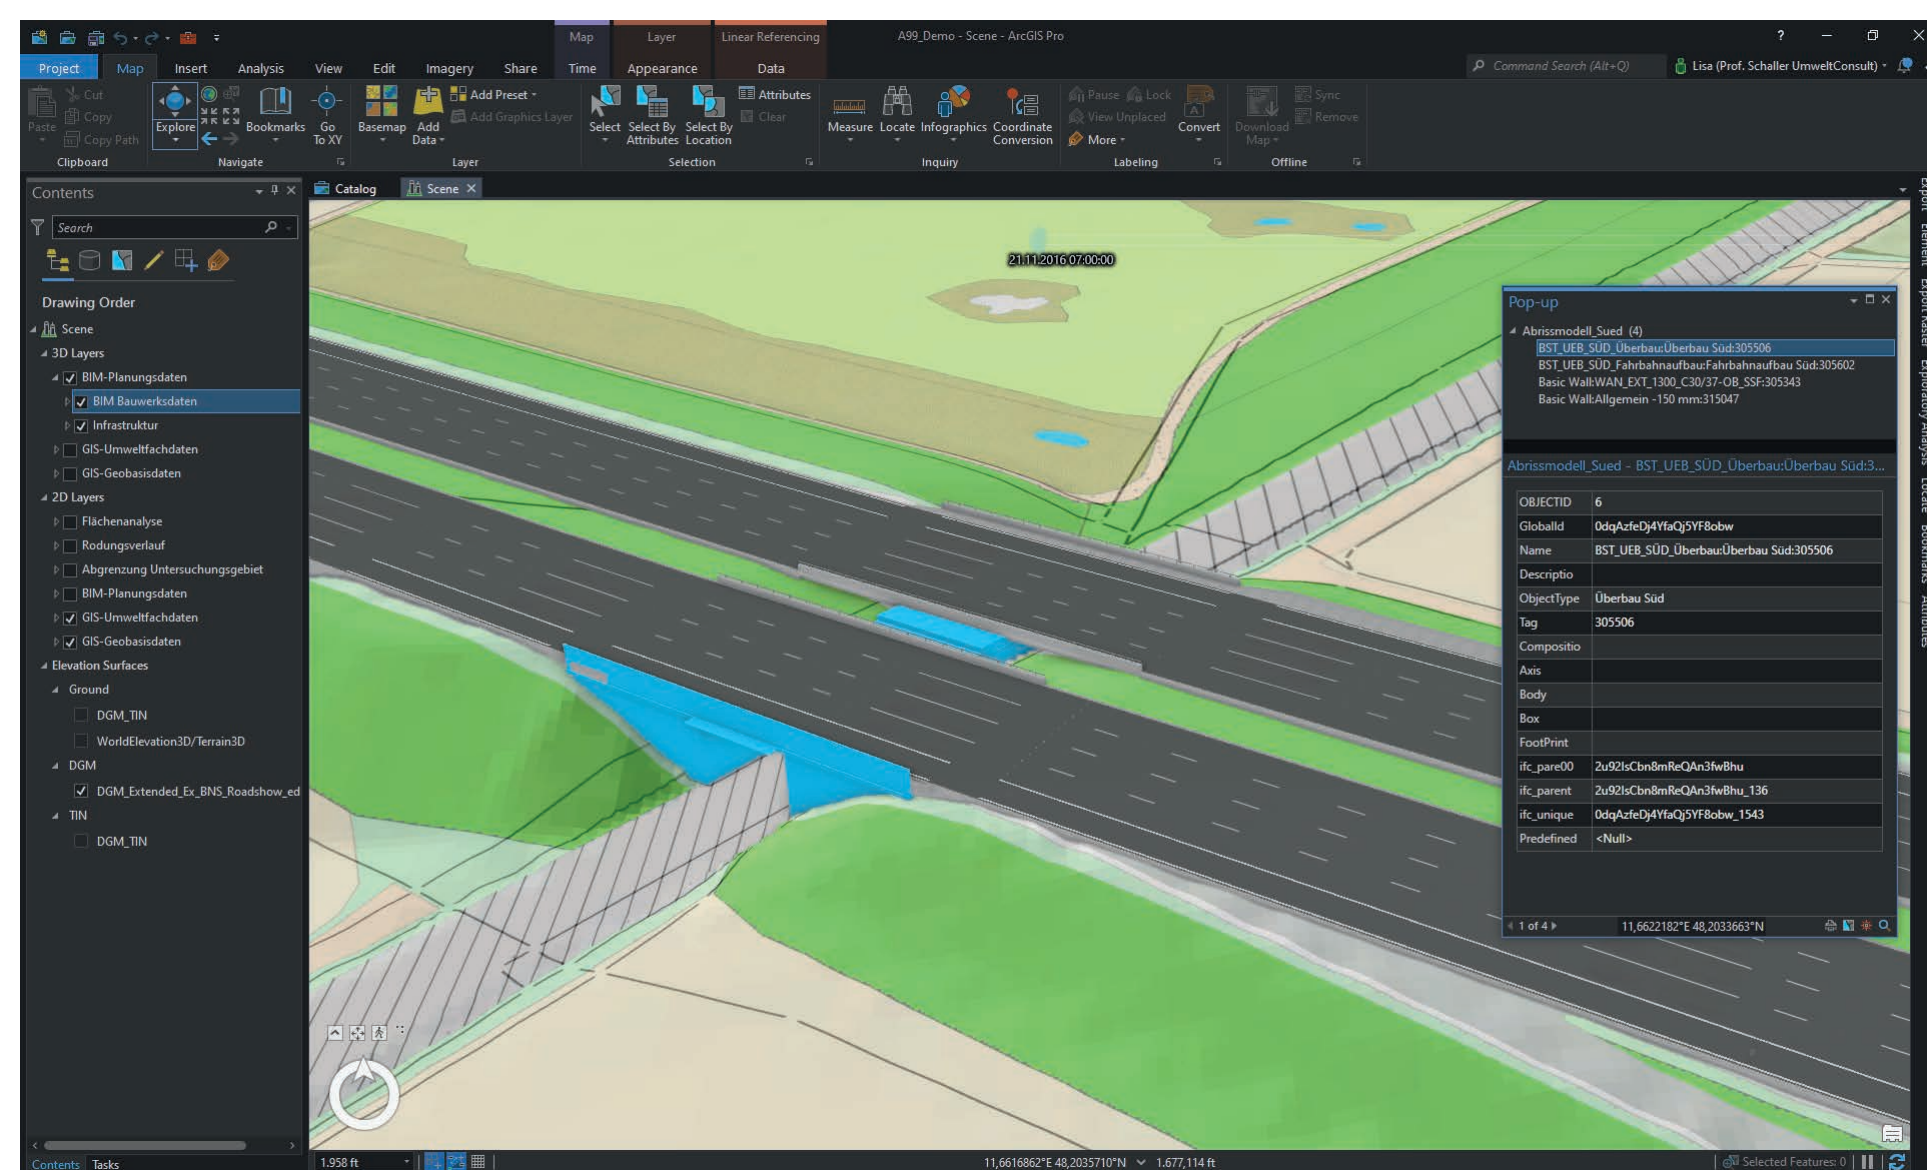 Map Layer Linear Referencing A99_Demo - Scene - ArcGIS Pro ?
Project Map Insert Analysis View Edit Imagery Share Time Appearance Data Command Search (Alt+Q) Lisa (Prof. Schaller UmweltConsult)
Paste Cut Copy Copy Path
Clipboard
Explore Bookmarks Go To XY
Navigate
Basemap Add Data Add Preset Add Graphics Layer
Layer
Select Select By Attributes Select By Location Attributes Clear
Selection
Measure Locate Infographics Coordinate Conversion
Inquiry
Pause Lock View Unplaced More Convert
Labeling
Download Map Sync Remove
Offline
Contents
Search
Drawing Order
Scene
3D Layers
BIM-Planungsdaten
BIM Bauwerksdaten
Infrastruktur
GIS-Umweltfachdaten
GIS-Geobasisdaten
2D Layers
Flächenanalyse
Rodungsverlauf
Abgrenzung Untersuchungsgebiet
BIM-Planungsdaten
GIS-Umweltfachdaten
GIS-Geobasisdaten
Elevation Surfaces
Ground
DGM_TIN
WorldElevation3D/Terrain3D
DGM
DGM_Extended_Ex_BNS_Roadshow_ed
TIN
DGM_TIN
Contents Tasks
Catalog Scene
21.11.2016 07:00:00
Pop-up
Abrissmodell_Sued (4)
BST_UEB_SÜD_Überbau:Überbau Süd:305506
BST_UEB_SÜD_Fahrbahnaufbau:Fahrbahnaufbau Süd:305602
Basic Wall:WAN_EXT_1300_C30/37-OB_SSF:305343
Basic Wall:Allgemein -150 mm:315047
Abrissmodell_Sued - BST_UEB_SÜD_Überbau:Überbau Süd:3...
OBJECTID 6
GlobalId 0dqAzfeDj4YfaQj5YF8obw
Name BST_UEB_SÜD_Überbau:Überbau Süd:305506
Descriptio
ObjectType Überbau Süd
Tag 305506
Compositio
Axis
Body
Box
FootPrint
ifc_pare00 2u92IsCbn8mReQAn3fwBhu
ifc_parent 2u92IsCbn8mReQAn3fwBhu_136
ifc_unique 0dqAzfeDj4YfaQj5YF8obw_1543
Predefined <Null>
1 of 4 11,6622182°E 48,2033663°N
Export Element Export Raster Exploratory Analysis Locate Bookmarks Attributes
1.958 ft 11,6616862°E 48,2035710°N 1.677,114 ft Selected Features: 0